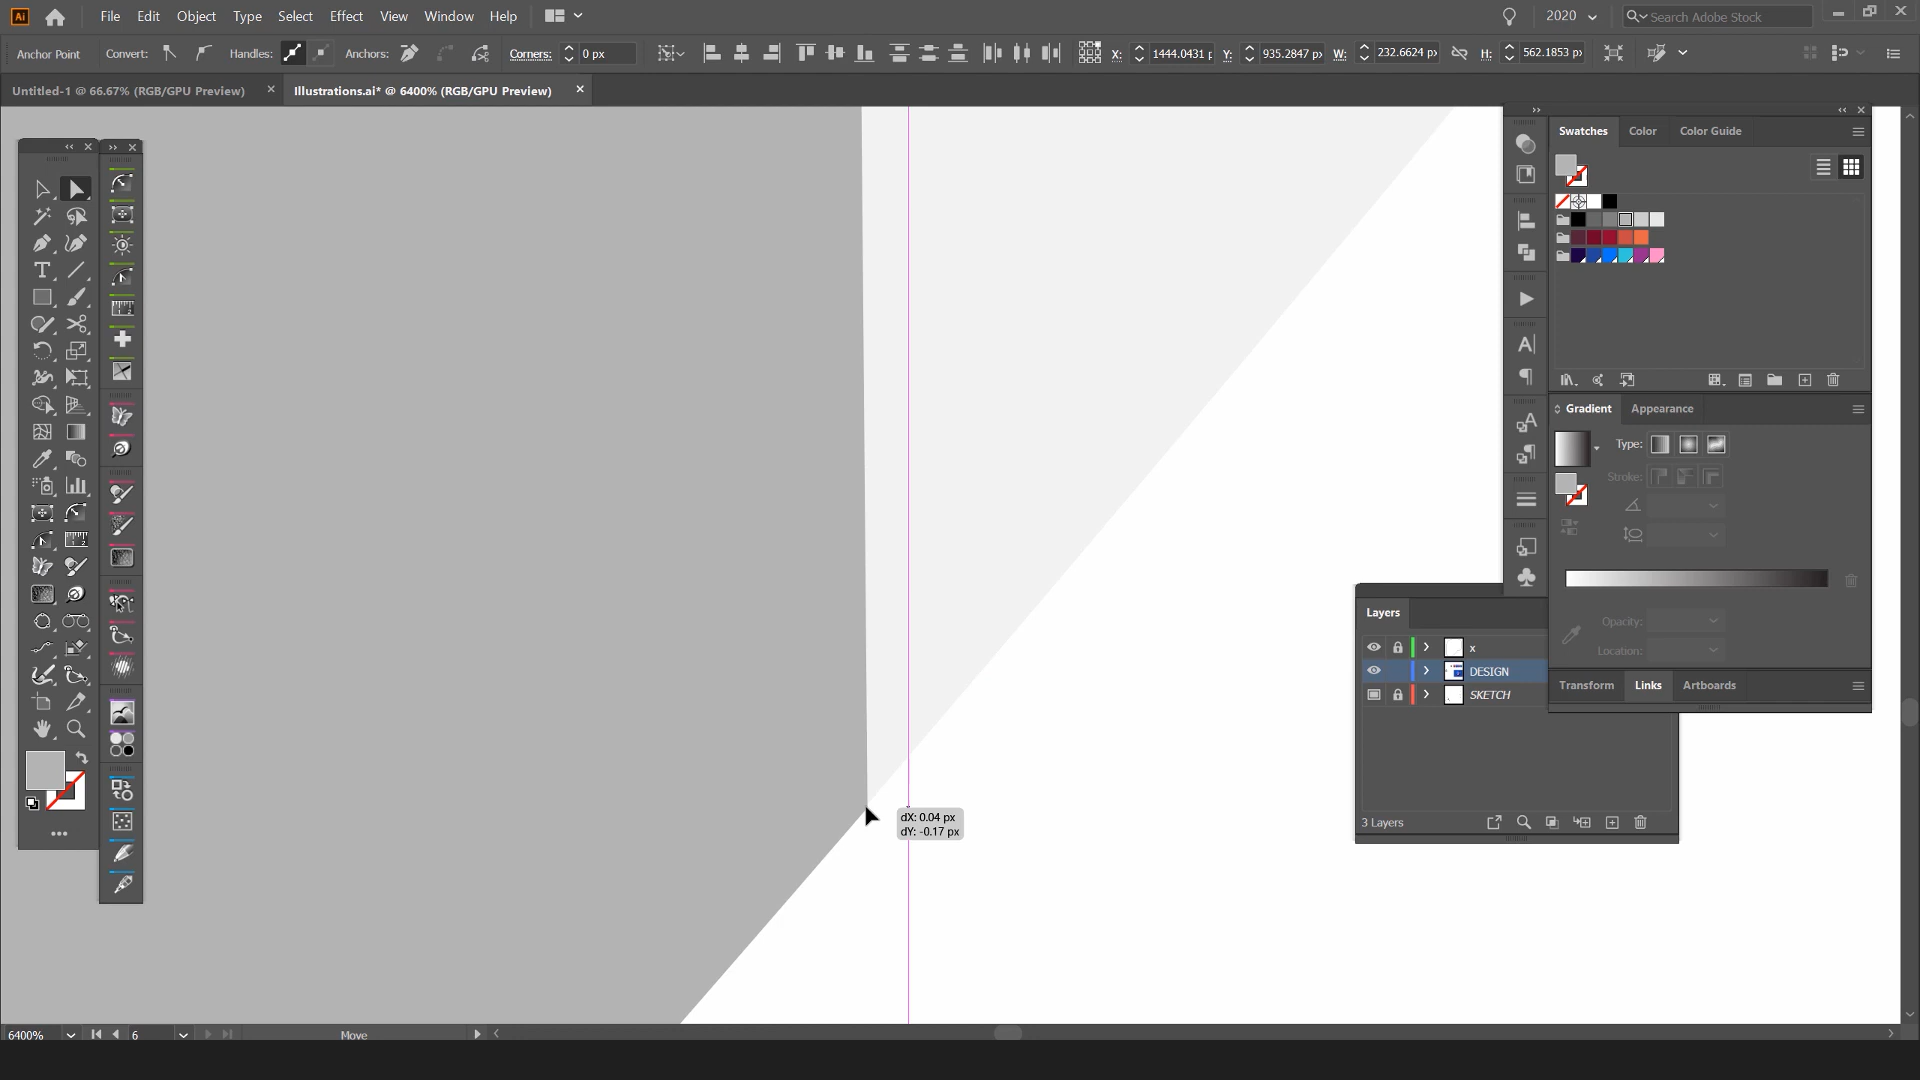 Ai File Edit Object Type Select Effect View Window Help 2020 Search Adobe Stock
Anchor Point Convert: Handles: Anchors: Corners: 0 px X: 1444.0431 p Y: 935.2847 px W: 232.6624 px H: 562.1853 px
Untitled-1 @ 66.67% (RGB/GPU Preview) Illustrations.ai* @ 6400% (RGB/GPU Preview)
Swatches Color Color Guide
Gradient Appearance
Type:
Stroke:
Opacity:
Location:
Transform Links Artboards
Layers
x
DESIGN
SKETCH
3 Layers
dX: 0.04 px
dY: -0.17 px
6400% 6 Move